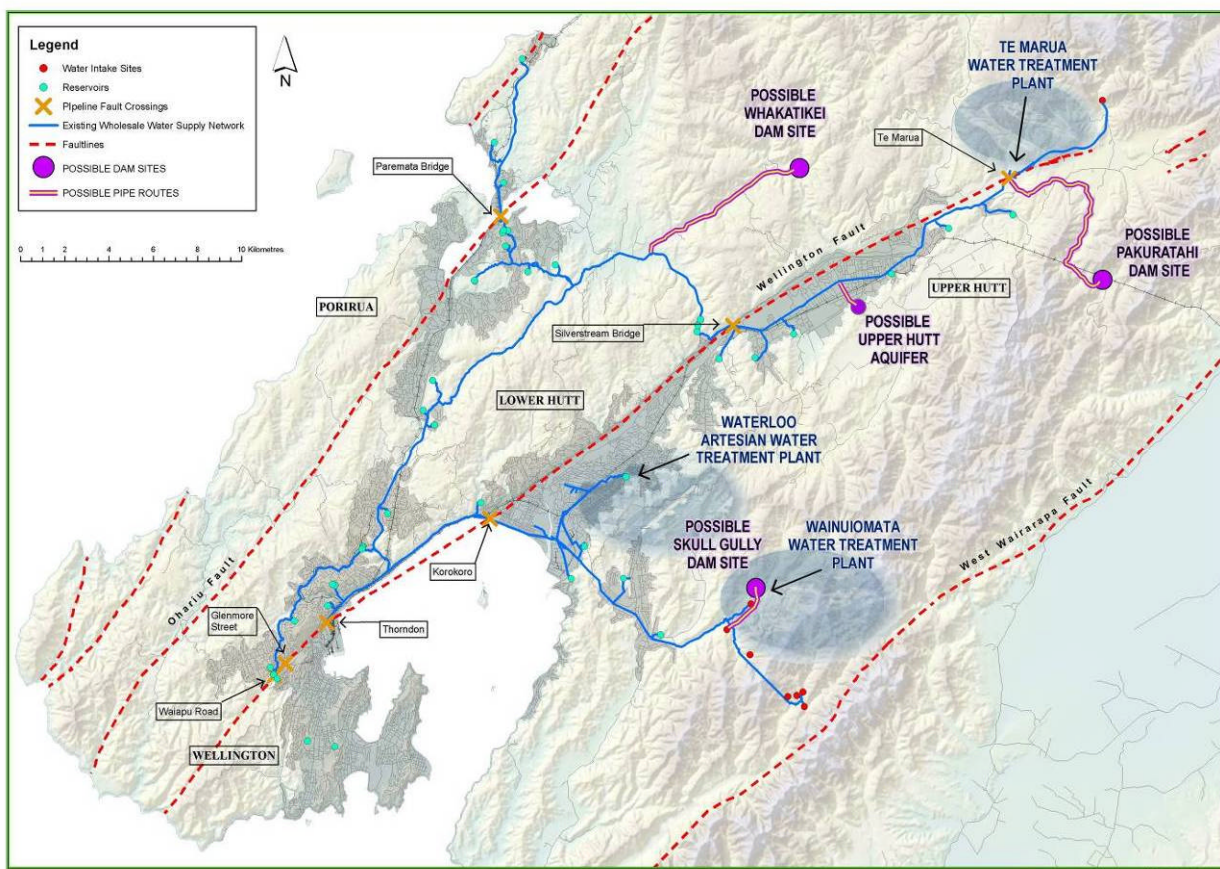 Legend
Water Intake Sites
Reservoirs
Pipeline Fault Crossings
Existing Wholesale Water Supply Network
Faultlines
POSSIBLE DAM SITES
POSSIBLE PIPE ROUTES
N
0 2 4 6 8 10 Kilometres
TE MARUA
WATER TREATMENT
PLANT
POSSIBLE
WHAKATIKEI
DAM SITE
Te Marua
Paremata Bridge
Wellington Fault
POSSIBLE
PAKURATAHI
DAM SITE
UPPER HUTT
PORIRUA
Silverstream Bridge
POSSIBLE
UPPER HUTT
AQUIFER
LOWER HUTT
WATERLOO
ARTESIAN WATER
TREATMENT PLANT
West Wairarapa Fault
POSSIBLE
SKULL GULLY
DAM SITE
WAINUIOMATA
WATER TREATMENT
PLANT
Korokoro
Ohariu Fault
Glenmore
Street
Thorndon
Waiapu Road
WELLINGTON